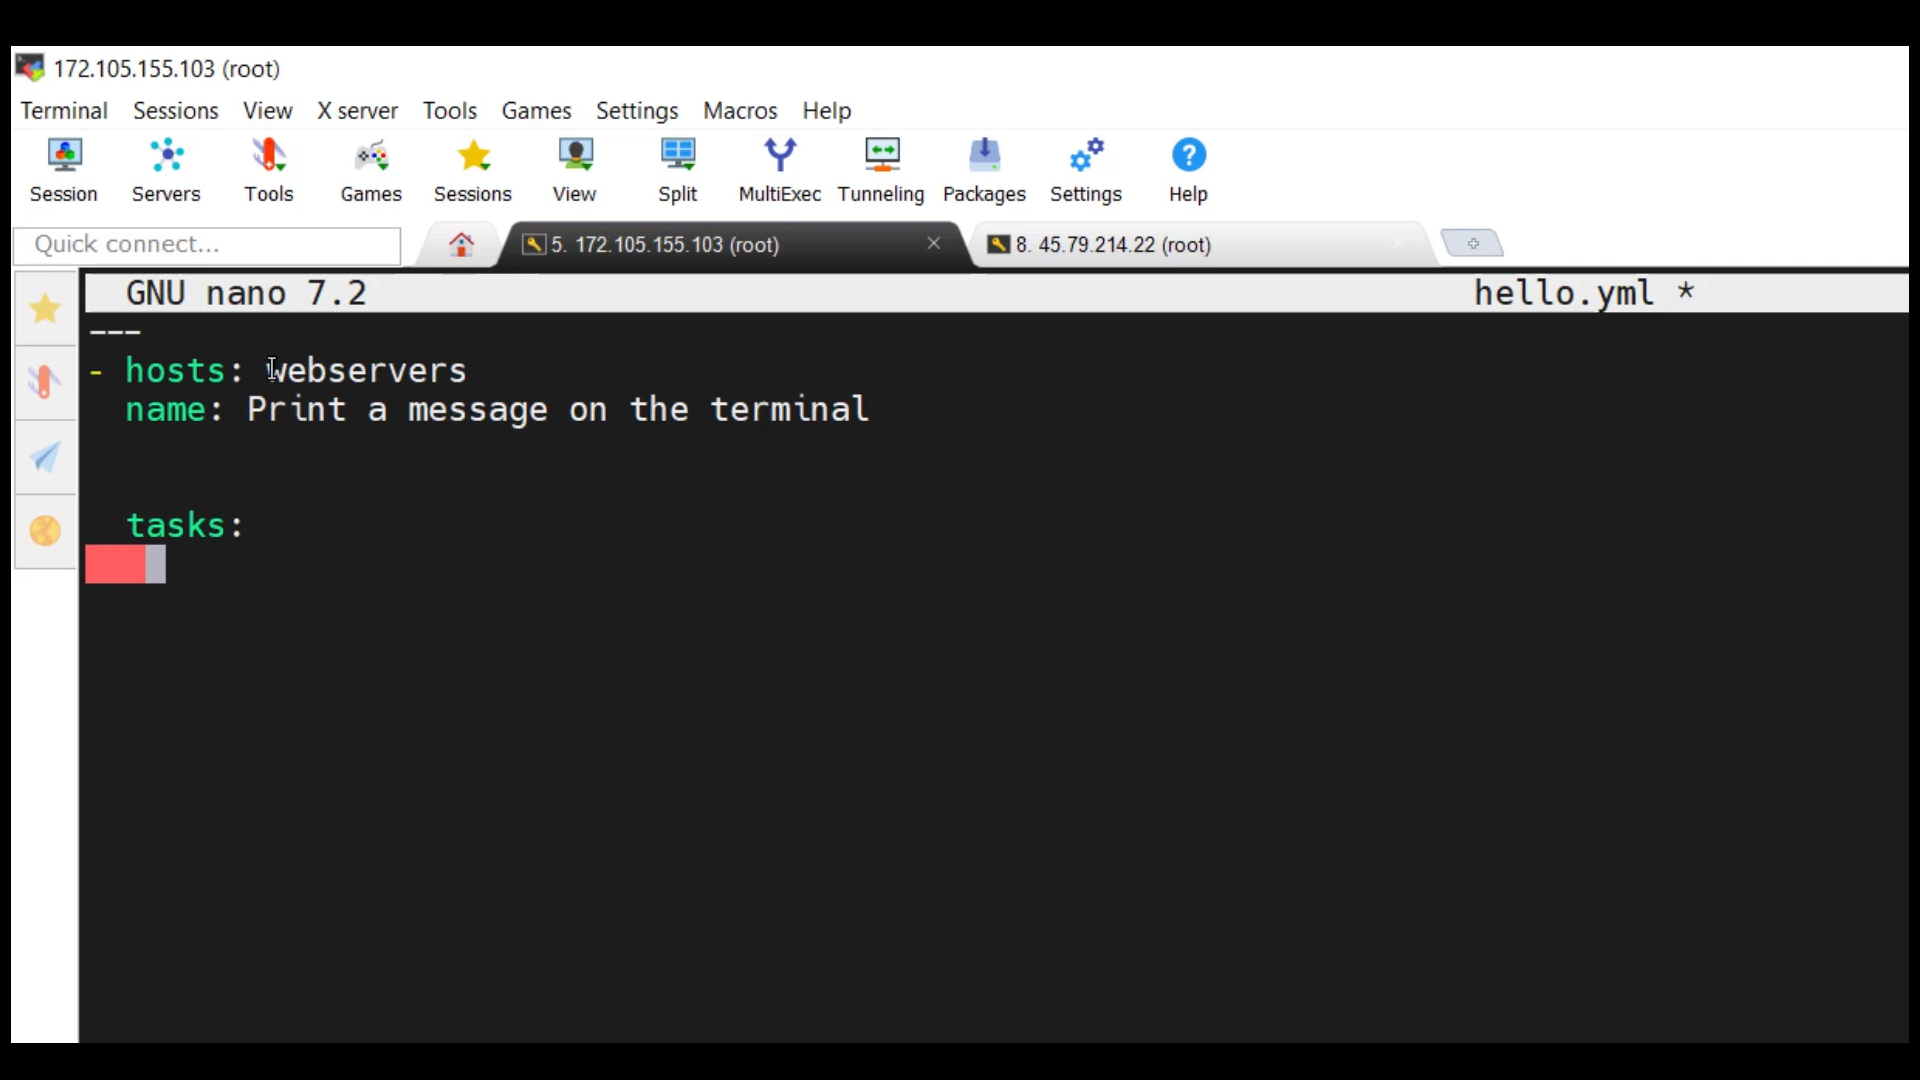 172.105.155.103 (root)
Terminal Sessions View X server Tools Games Settings Macros Help
Session Servers Tools Games Sessions View Split MultiExec Tunneling Packages Settings Help
Quick connect... 5. 172.105.155.103 (root) 8. 45.79.214.22 (root)
GNU nano 7.2 hello.yml *
---
- hosts: webservers
name: Print a message on the terminal
tasks: